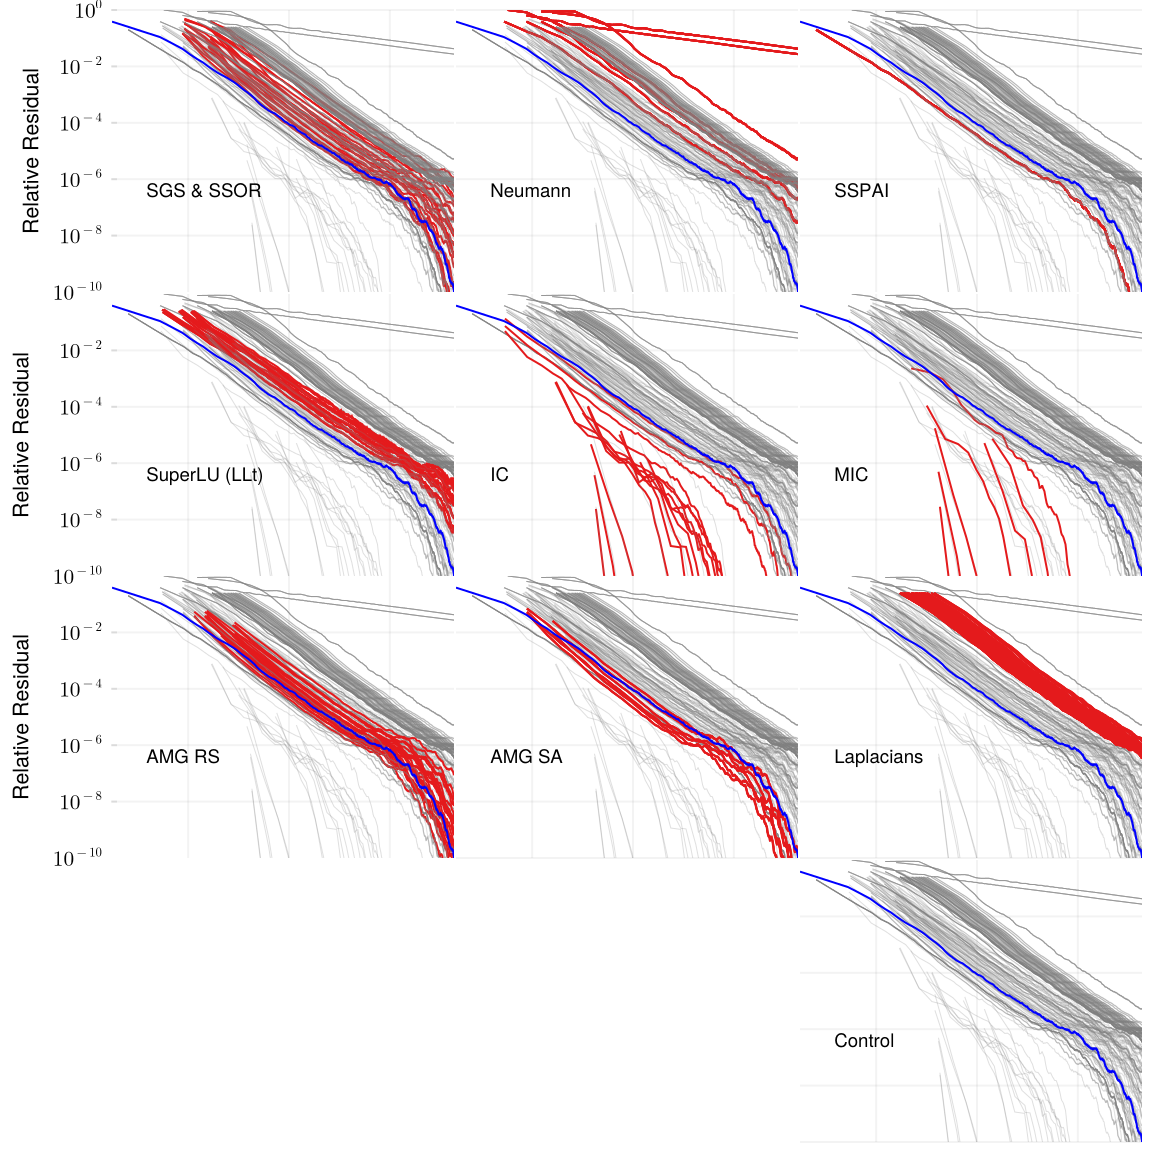 10⁰
10⁻²
10⁻⁴
10⁻⁶
10⁻⁸
10⁻¹⁰
Relative Residual
SGS & SSOR
Neumann
SSPAI
10⁻²
10⁻⁴
10⁻⁶
10⁻⁸
10⁻¹⁰
Relative Residual
SuperLU (LLt)
IC
MIC
10⁻²
10⁻⁴
10⁻⁶
10⁻⁸
10⁻¹⁰
Relative Residual
AMG RS
AMG SA
Laplacians
Control